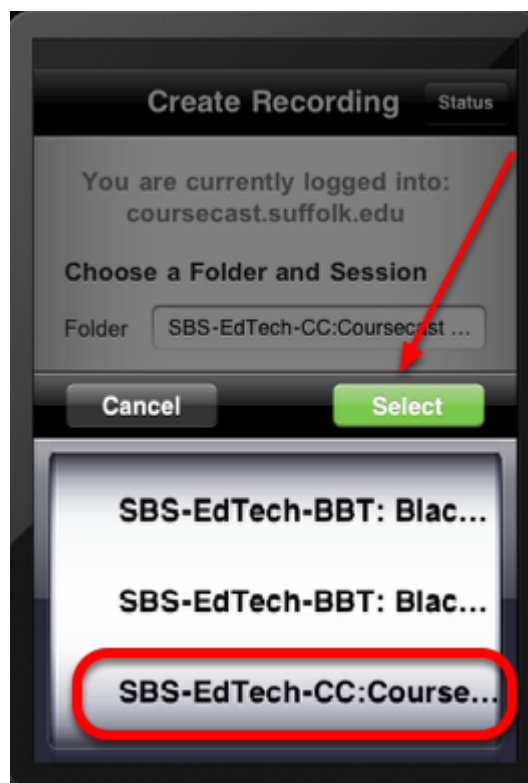 Create Recording Status
You are currently logged into:
coursecast.suffolk.edu
Choose a Folder and Session
Folder SBS-EdTech-CC:Coursecast ...
Cancel Select
SBS-EdTech-BBT: Blac...
SBS-EdTech-BBT: Blac...
SBS-EdTech-CC:Course...